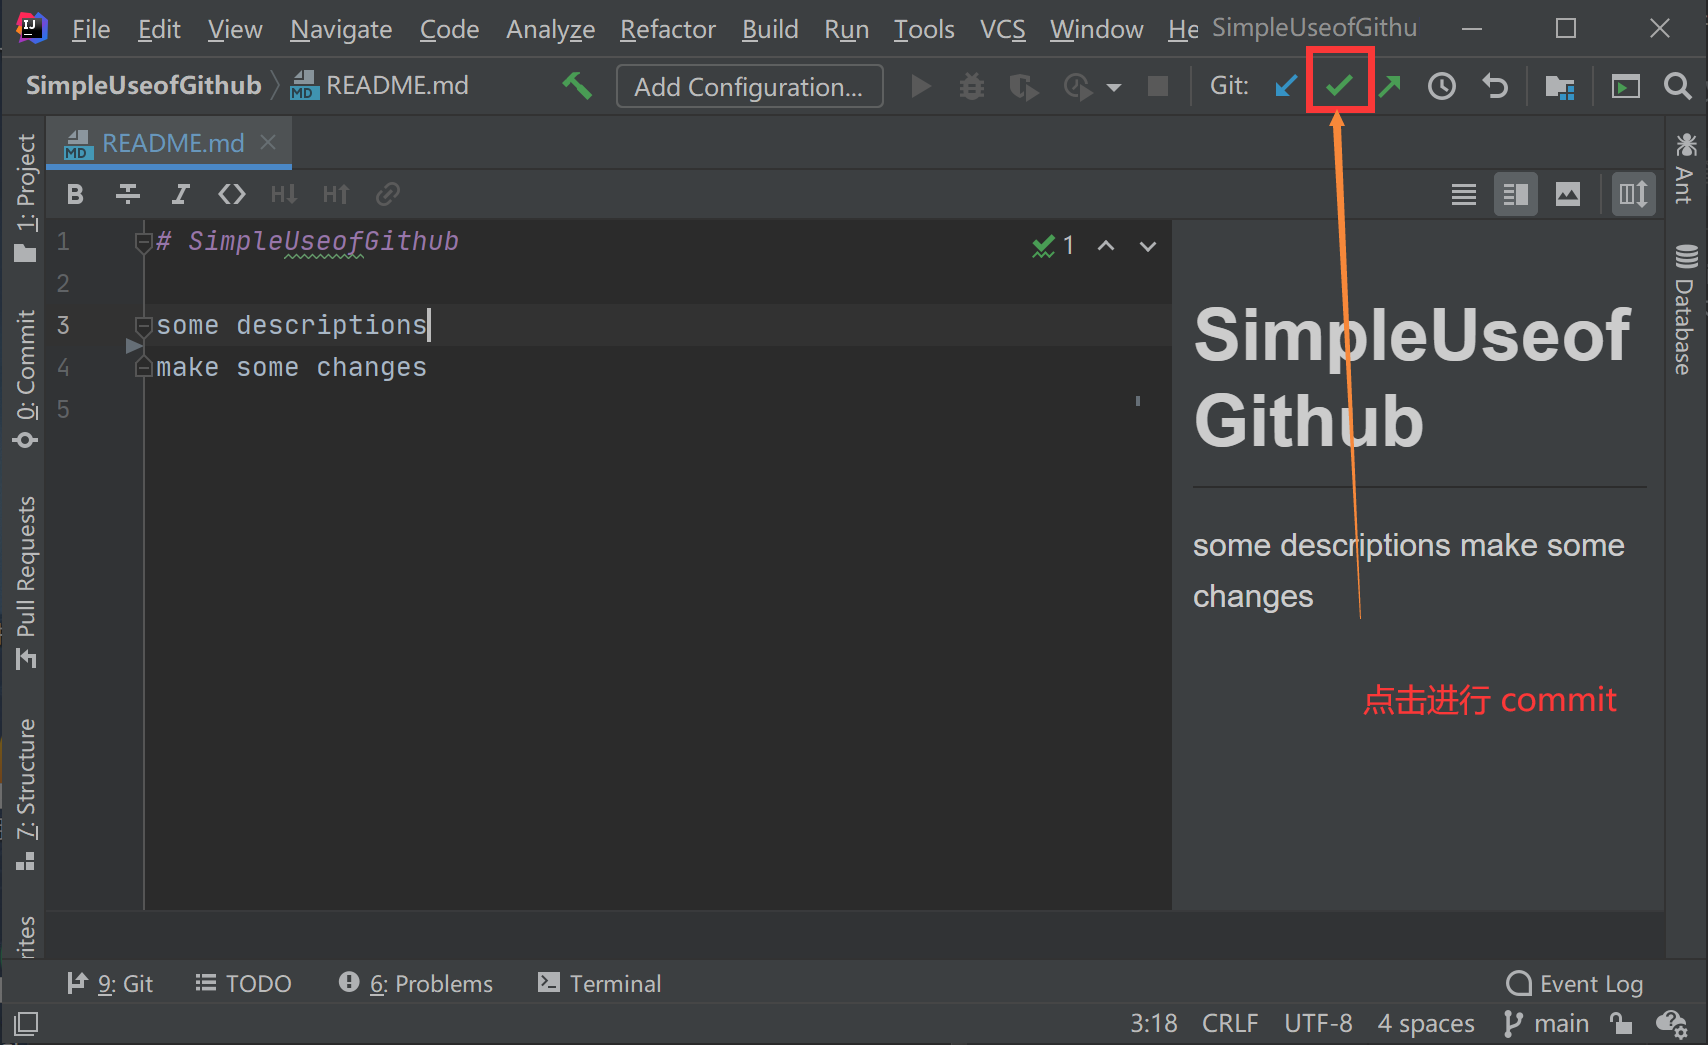 File Edit View Navigate Code Analyze Refactor Build Run Tools VCS Window He SimpleUseofGithu
SimpleUseofGithub README.md Add Configuration... Git:
1: Project
0: Commit
Pull Requests
7: Structure
rites
README.md
1 # SimpleUseofGithub
2
3 some descriptions
4 make some changes
5
1
SimpleUseof
Github
some descriptions make some
changes
点击进行 commit
Ant
Database
9: Git TODO 6: Problems Terminal Event Log
3:18 CRLF UTF-8 4 spaces main